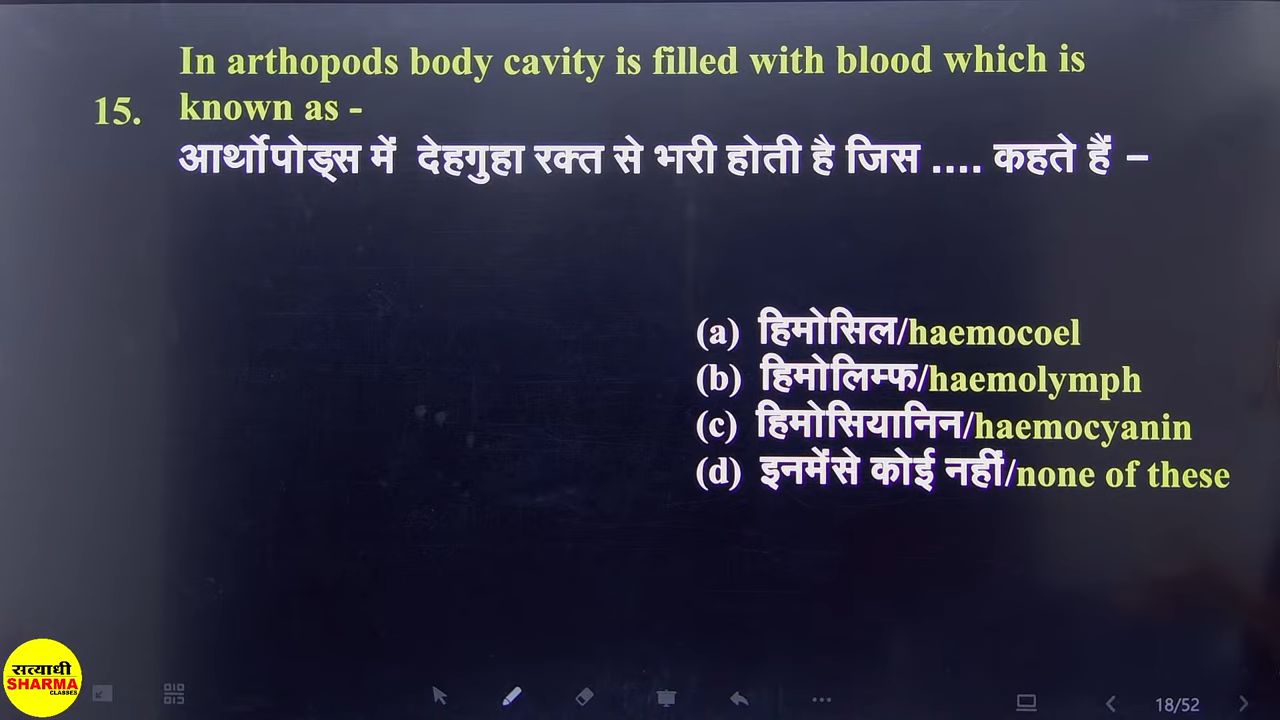 In arthopods body cavity is filled with blood which is
15. known as -
आर्थोपोड्स में देहगुहा रक्त से भरी होती है जिस .... कहते हैं –
(a) हिमोसिल/haemocoel
(b) हिमोलिम्फ/haemolymph
(c) हिमोसियानिन/haemocyanin
(d) इनमेंसे कोई नहीं/none of these
सत्याधी
SHARMA
CLASSES
18/52